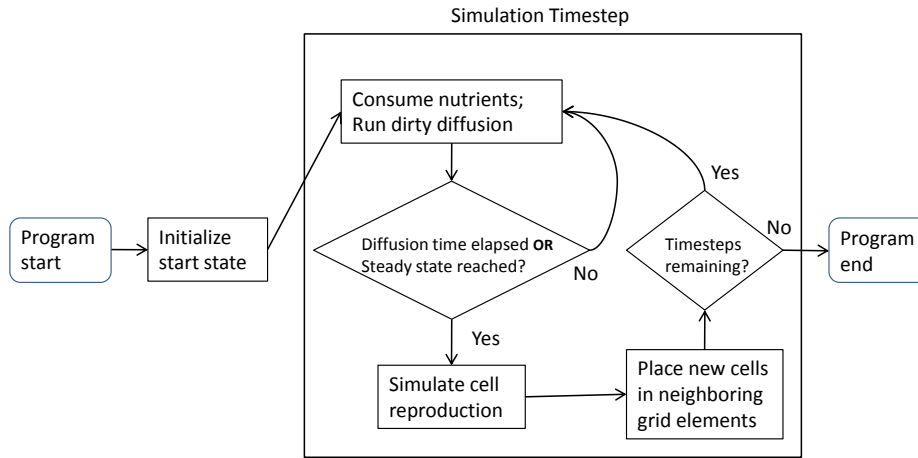 Simulation Timestep
Consume nutrients;
Run dirty diffusion
Program
start
Initialize
start state
Diffusion time elapsed OR
Steady state reached?
No
Yes
Simulate cell
reproduction
Place new cells
in neighboring
grid elements
Timesteps
remaining?
Yes
No
Program
end